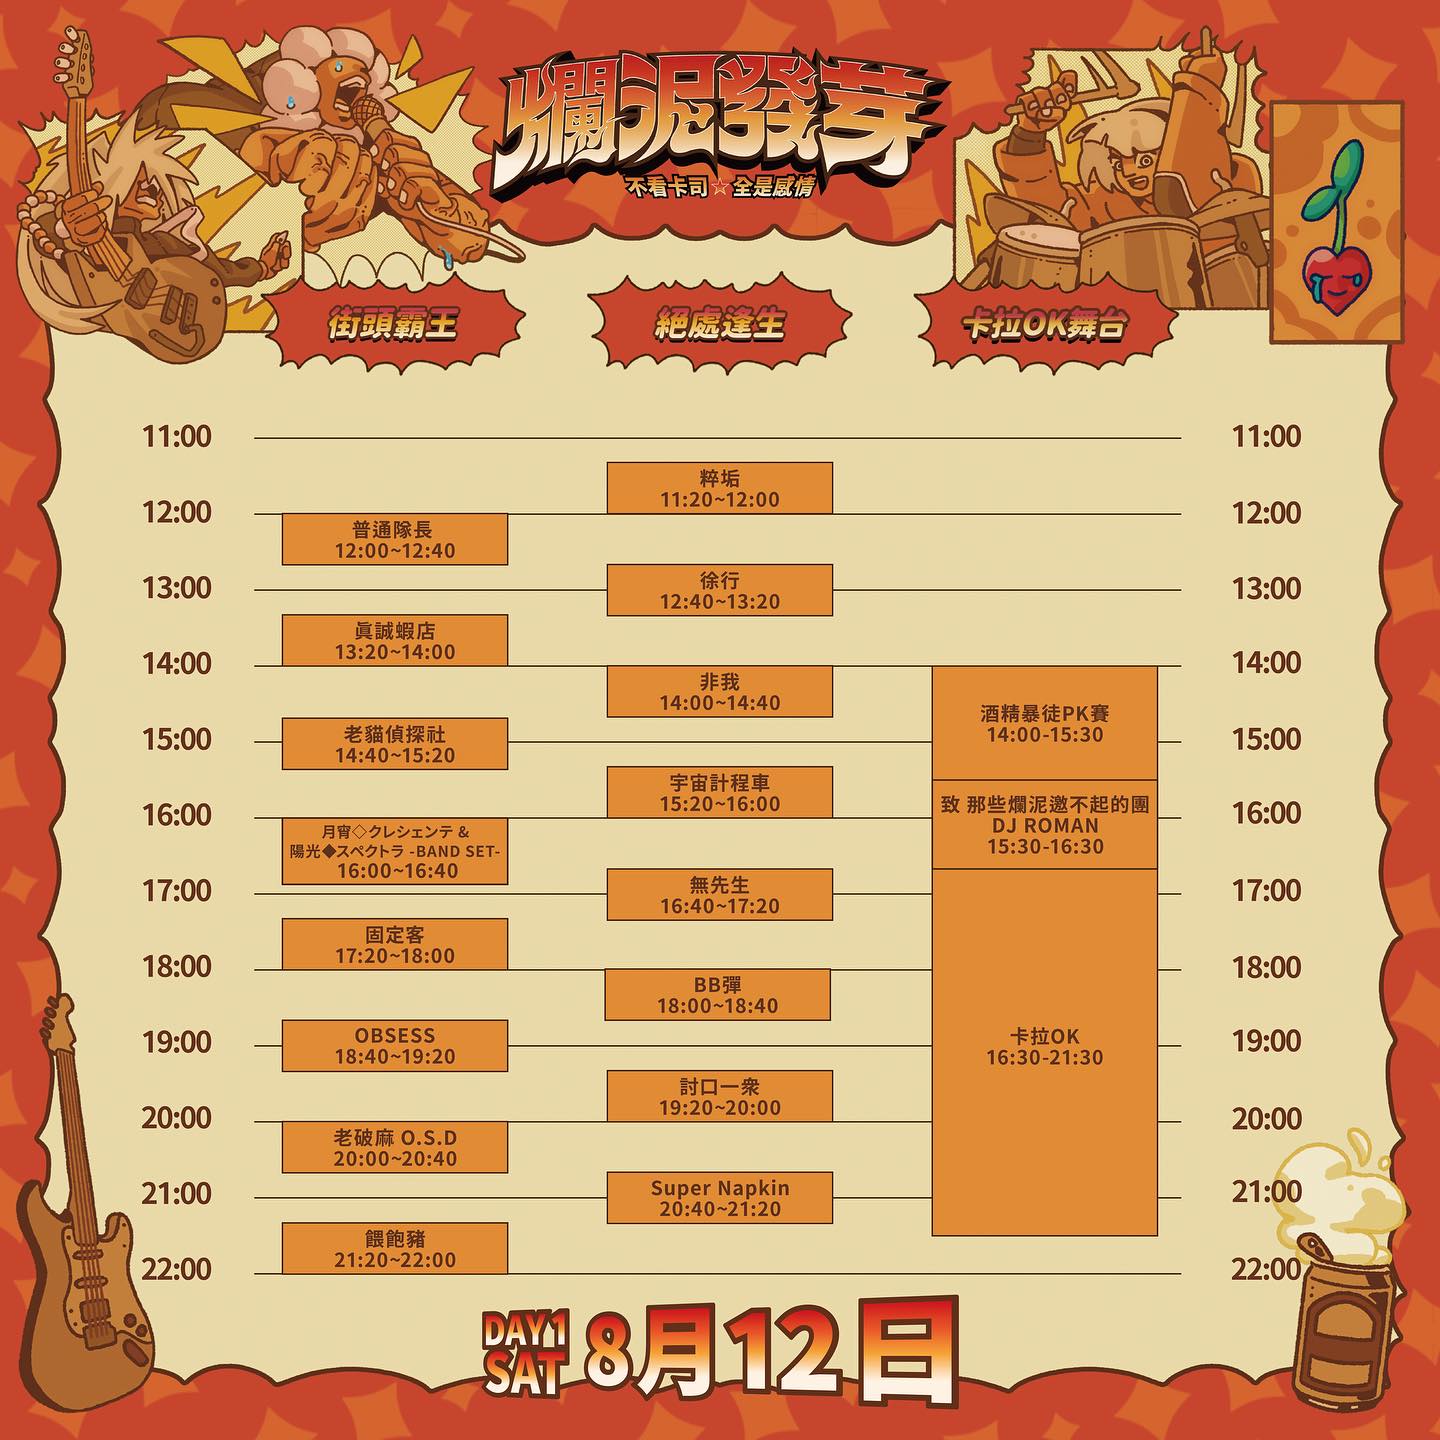 爛泥發芽
不看卡司☆全是感情
街頭霸王
絕處逢生
卡拉OK舞台
11:00
11:00
粹垢
11:20~12:00
12:00
12:00
普通隊長
12:00~12:40
徐行
12:40~13:20
13:00
13:00
眞誠蝦店
13:20~14:00
14:00
14:00
非我
14:00~14:40
酒精暴徒PK賽
14:00-15:30
老貓偵探社
14:40~15:20
15:00
15:00
宇宙計程車
15:20~16:00
致 那些爛泥邀不起的團
DJ ROMAN
15:30-16:30
16:00
16:00
月宵◇クレシェンテ &
陽光◆スペクトラ -BAND SET-
16:00~16:40
無先生
16:40~17:20
17:00
17:00
固定客
17:20~18:00
18:00
18:00
BB彈
18:00~18:40
OBSESS
18:40~19:20
卡拉OK
16:30-21:30
19:00
19:00
討口一衆
19:20~20:00
20:00
20:00
老破麻 O.S.D
20:00~20:40
Super Napkin
20:40~21:20
21:00
21:00
餵飽豬
21:20~22:00
22:00
22:00
DAY1
SAT
8月12日